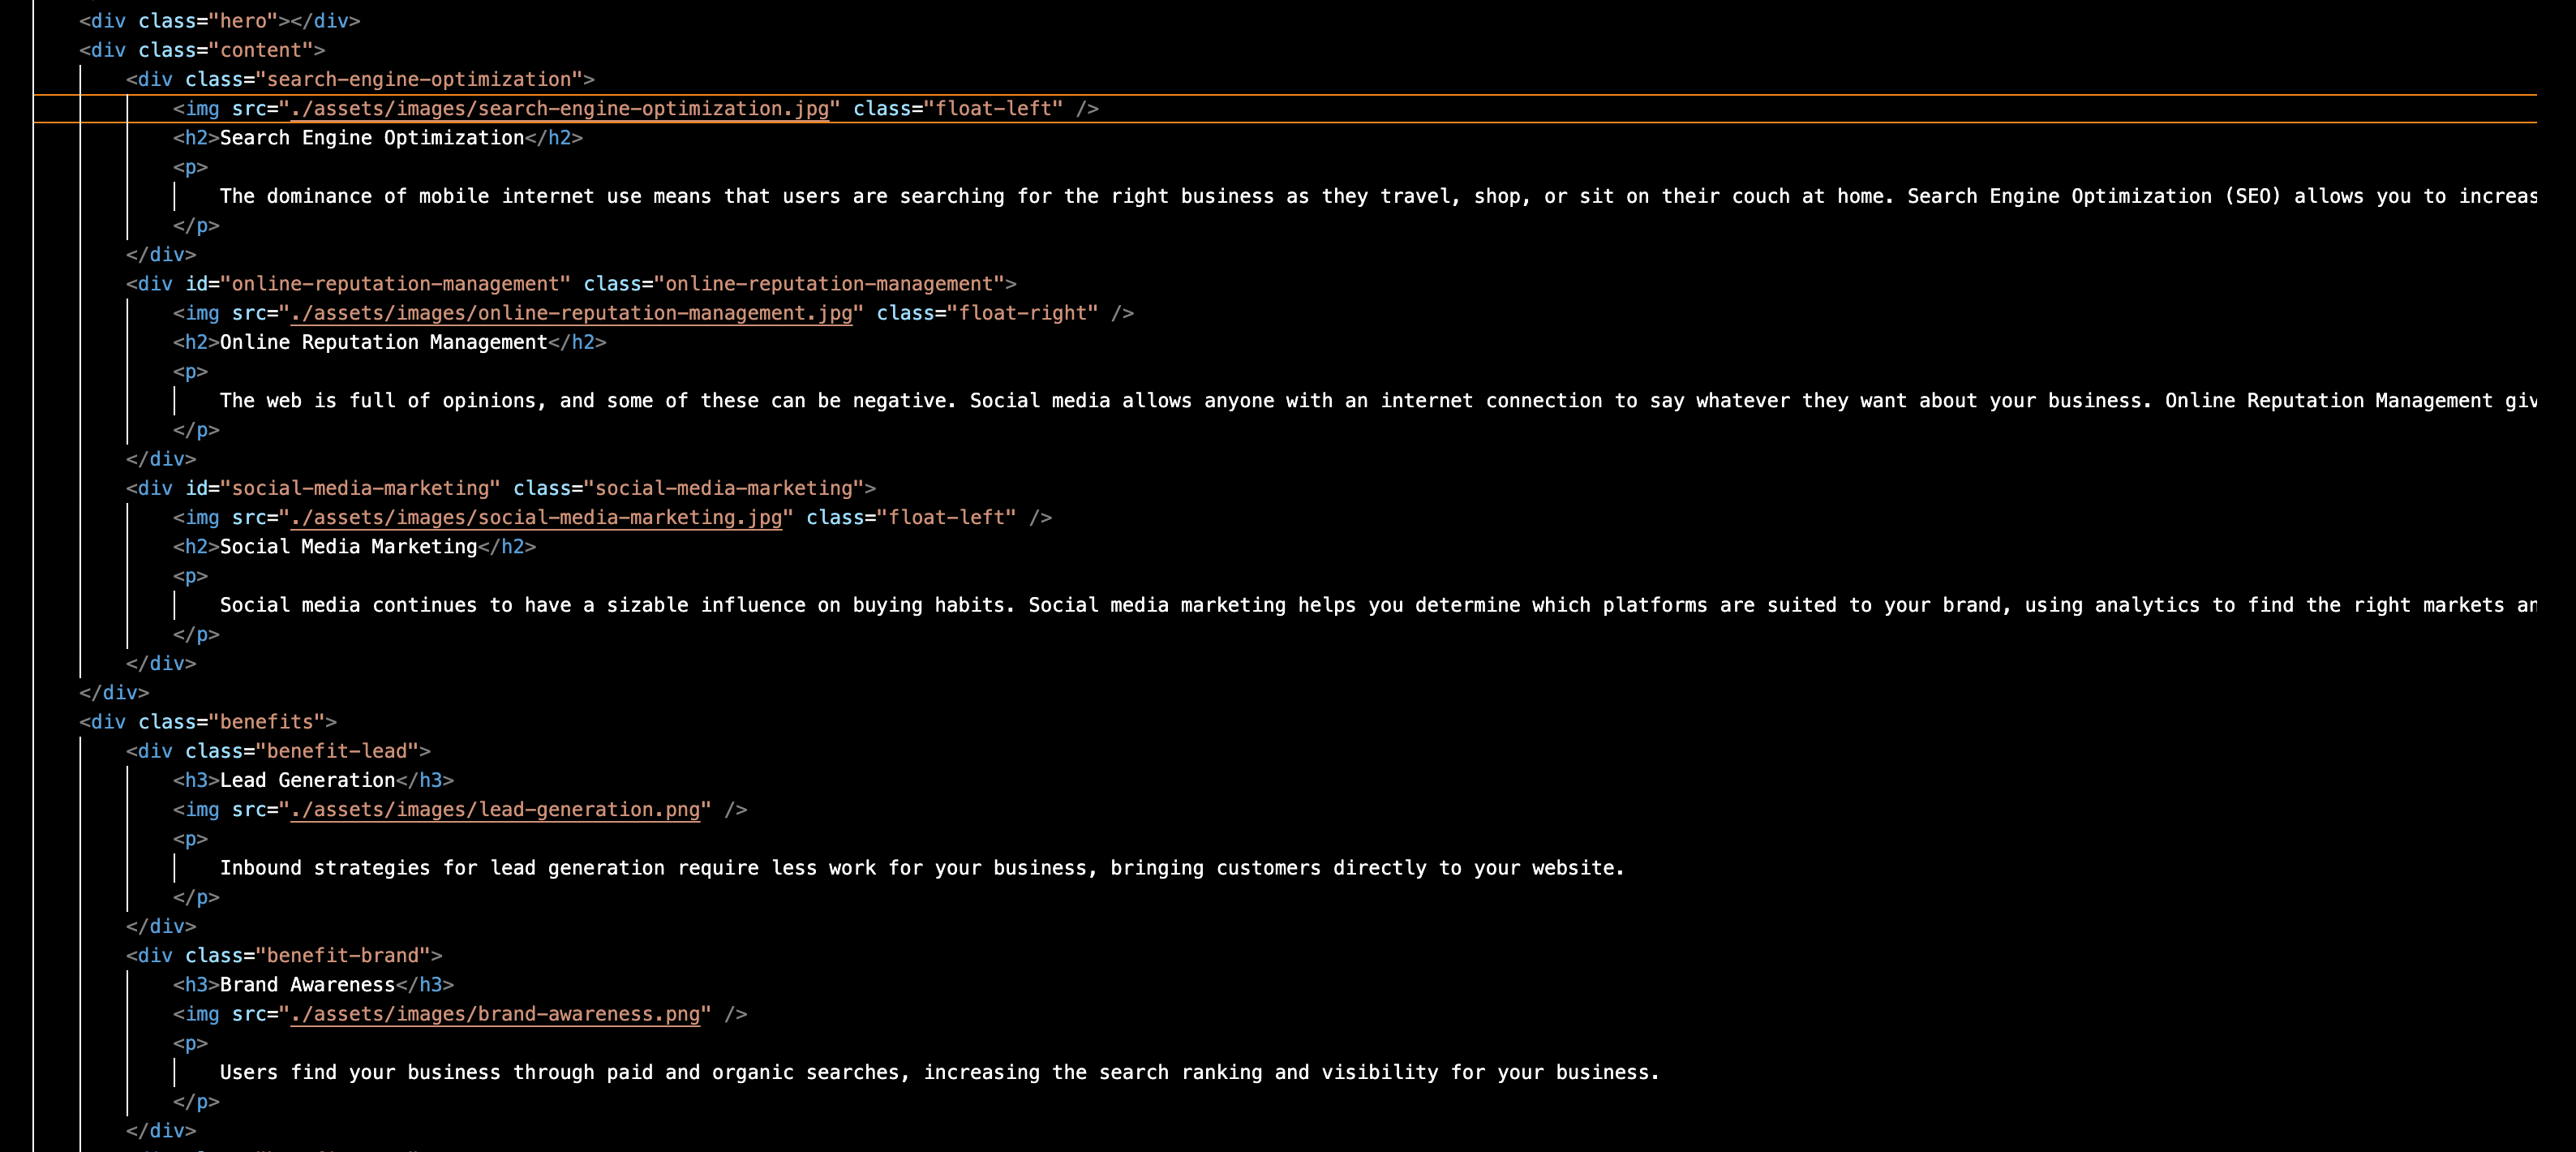 <div class="hero"></div>
<div class="content">
<div class="search-engine-optimization">
<img src="./assets/images/search-engine-optimization.jpg" class="float-left" />
<h2>Search Engine Optimization</h2>
<p>
The dominance of mobile internet use means that users are searching for the right business as they travel, shop, or sit on their couch at home. Search Engine Optimization (SEO) allows you to increas
</p>
</div>
<div id="online-reputation-management" class="online-reputation-management">
<img src="./assets/images/online-reputation-management.jpg" class="float-right" />
<h2>Online Reputation Management</h2>
<p>
The web is full of opinions, and some of these can be negative. Social media allows anyone with an internet connection to say whatever they want about your business. Online Reputation Management giv
</p>
</div>
<div id="social-media-marketing" class="social-media-marketing">
<img src="./assets/images/social-media-marketing.jpg" class="float-left" />
<h2>Social Media Marketing</h2>
<p>
Social media continues to have a sizable influence on buying habits. Social media marketing helps you determine which platforms are suited to your brand, using analytics to find the right markets an
</p>
</div>
</div>
<div class="benefits">
<div class="benefit-lead">
<h3>Lead Generation</h3>
<img src="./assets/images/lead-generation.png" />
<p>
Inbound strategies for lead generation require less work for your business, bringing customers directly to your website.
</p>
</div>
<div class="benefit-brand">
<h3>Brand Awareness</h3>
<img src="./assets/images/brand-awareness.png" />
<p>
Users find your business through paid and organic searches, increasing the search ranking and visibility for your business.
</p>
</div>